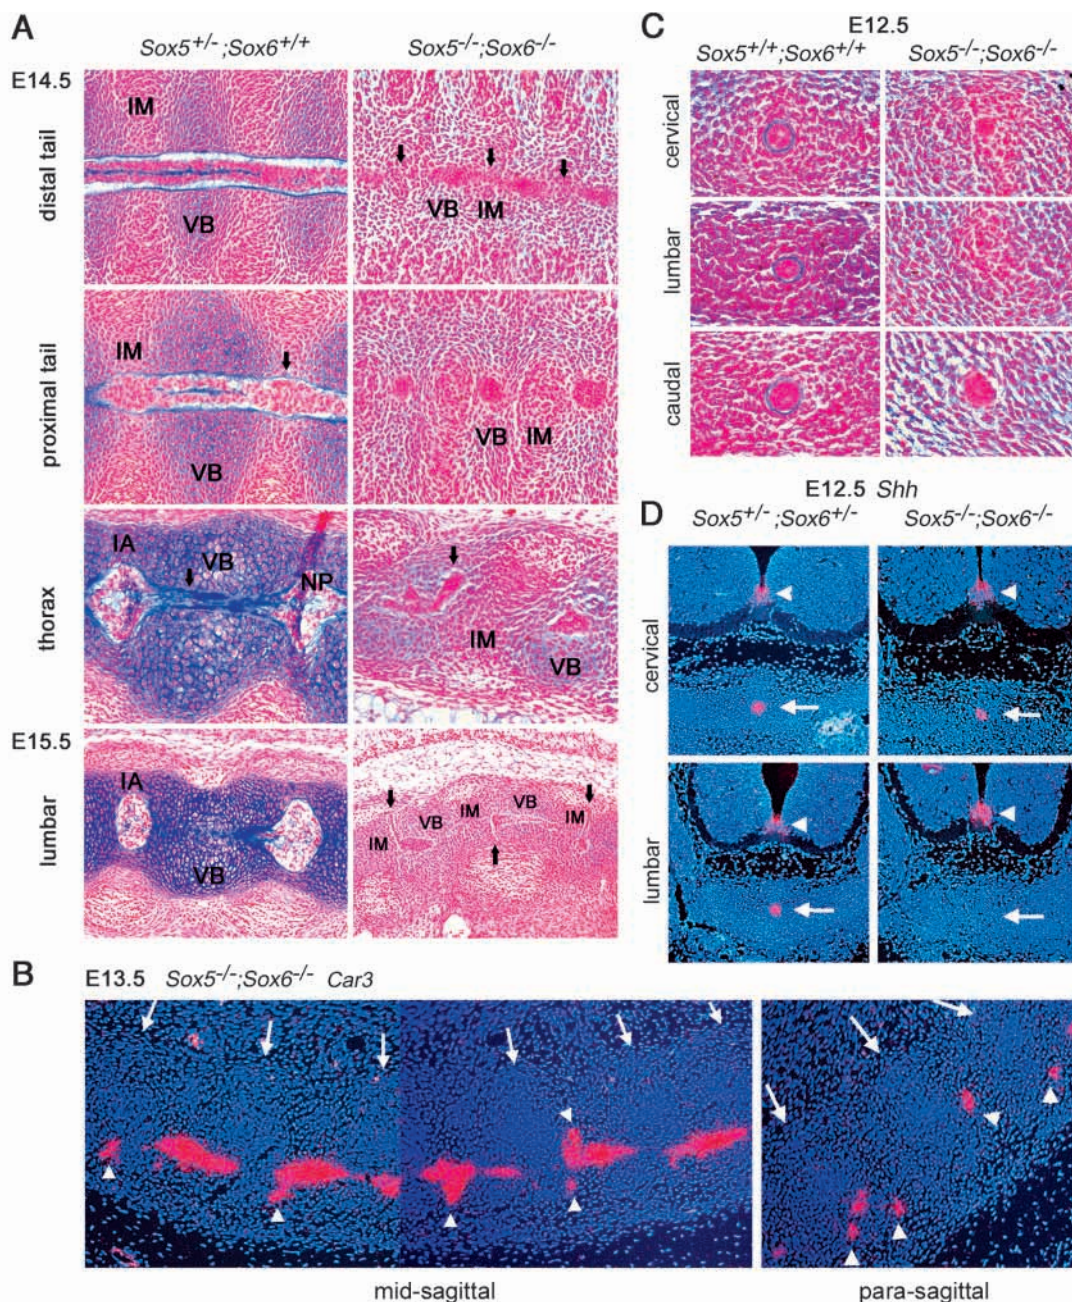 A
Sox5+/-;Sox6+/+
Sox5-/-;Sox6-/-
E14.5
distal tail
IM
VB
VB
IM
proximal tail
IM
VB
VB
IM
thorax
IA
VB
NP
IM
VB
E15.5
lumbar
IA
VB
IM
VB
IM
VB
IM
C
E12.5
Sox5+/+;Sox6+/+
Sox5-/-;Sox6-/-
cervical
lumbar
caudal
D
E12.5 Shh
Sox5+/-;Sox6+/-
Sox5-/-;Sox6-/-
cervical
lumbar
B
E13.5 Sox5-/-;Sox6-/- Car3
mid-sagittal
para-sagittal